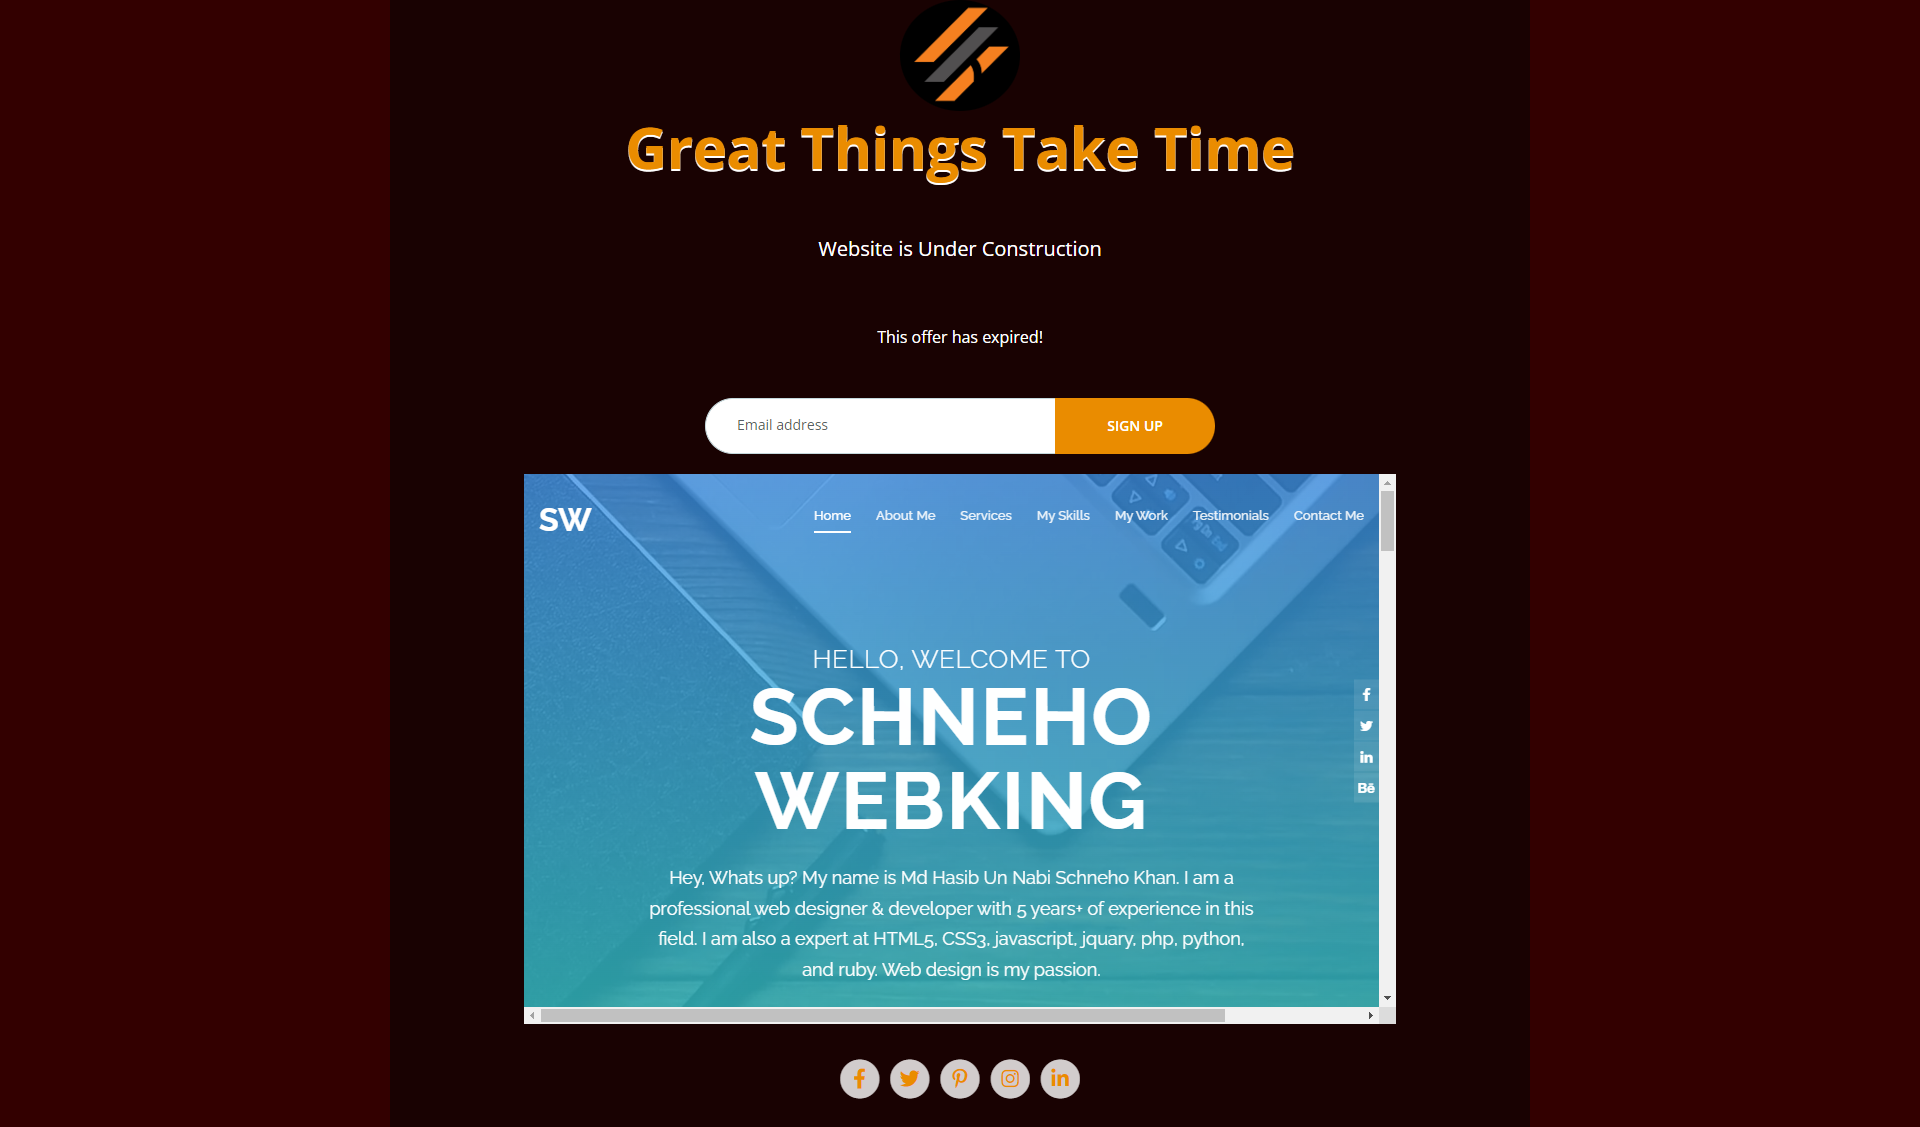 Great Things Take Time
Website is Under Construction
This offer has expired!
Email address
SIGN UP
SW
Home About Me Services My Skills My Work Testimonials Contact Me
HELLO, WELCOME TO
SCHNEHO
WEBKING
Hey, Whats up? My name is Md Hasib Un Nabi Schneho Khan. I am a
professional web designer & developer with 5 years+ of experience in this
field. I am also a expert at HTML5, CSS3, javascript, jquary, php, python,
and ruby. Web design is my passion.